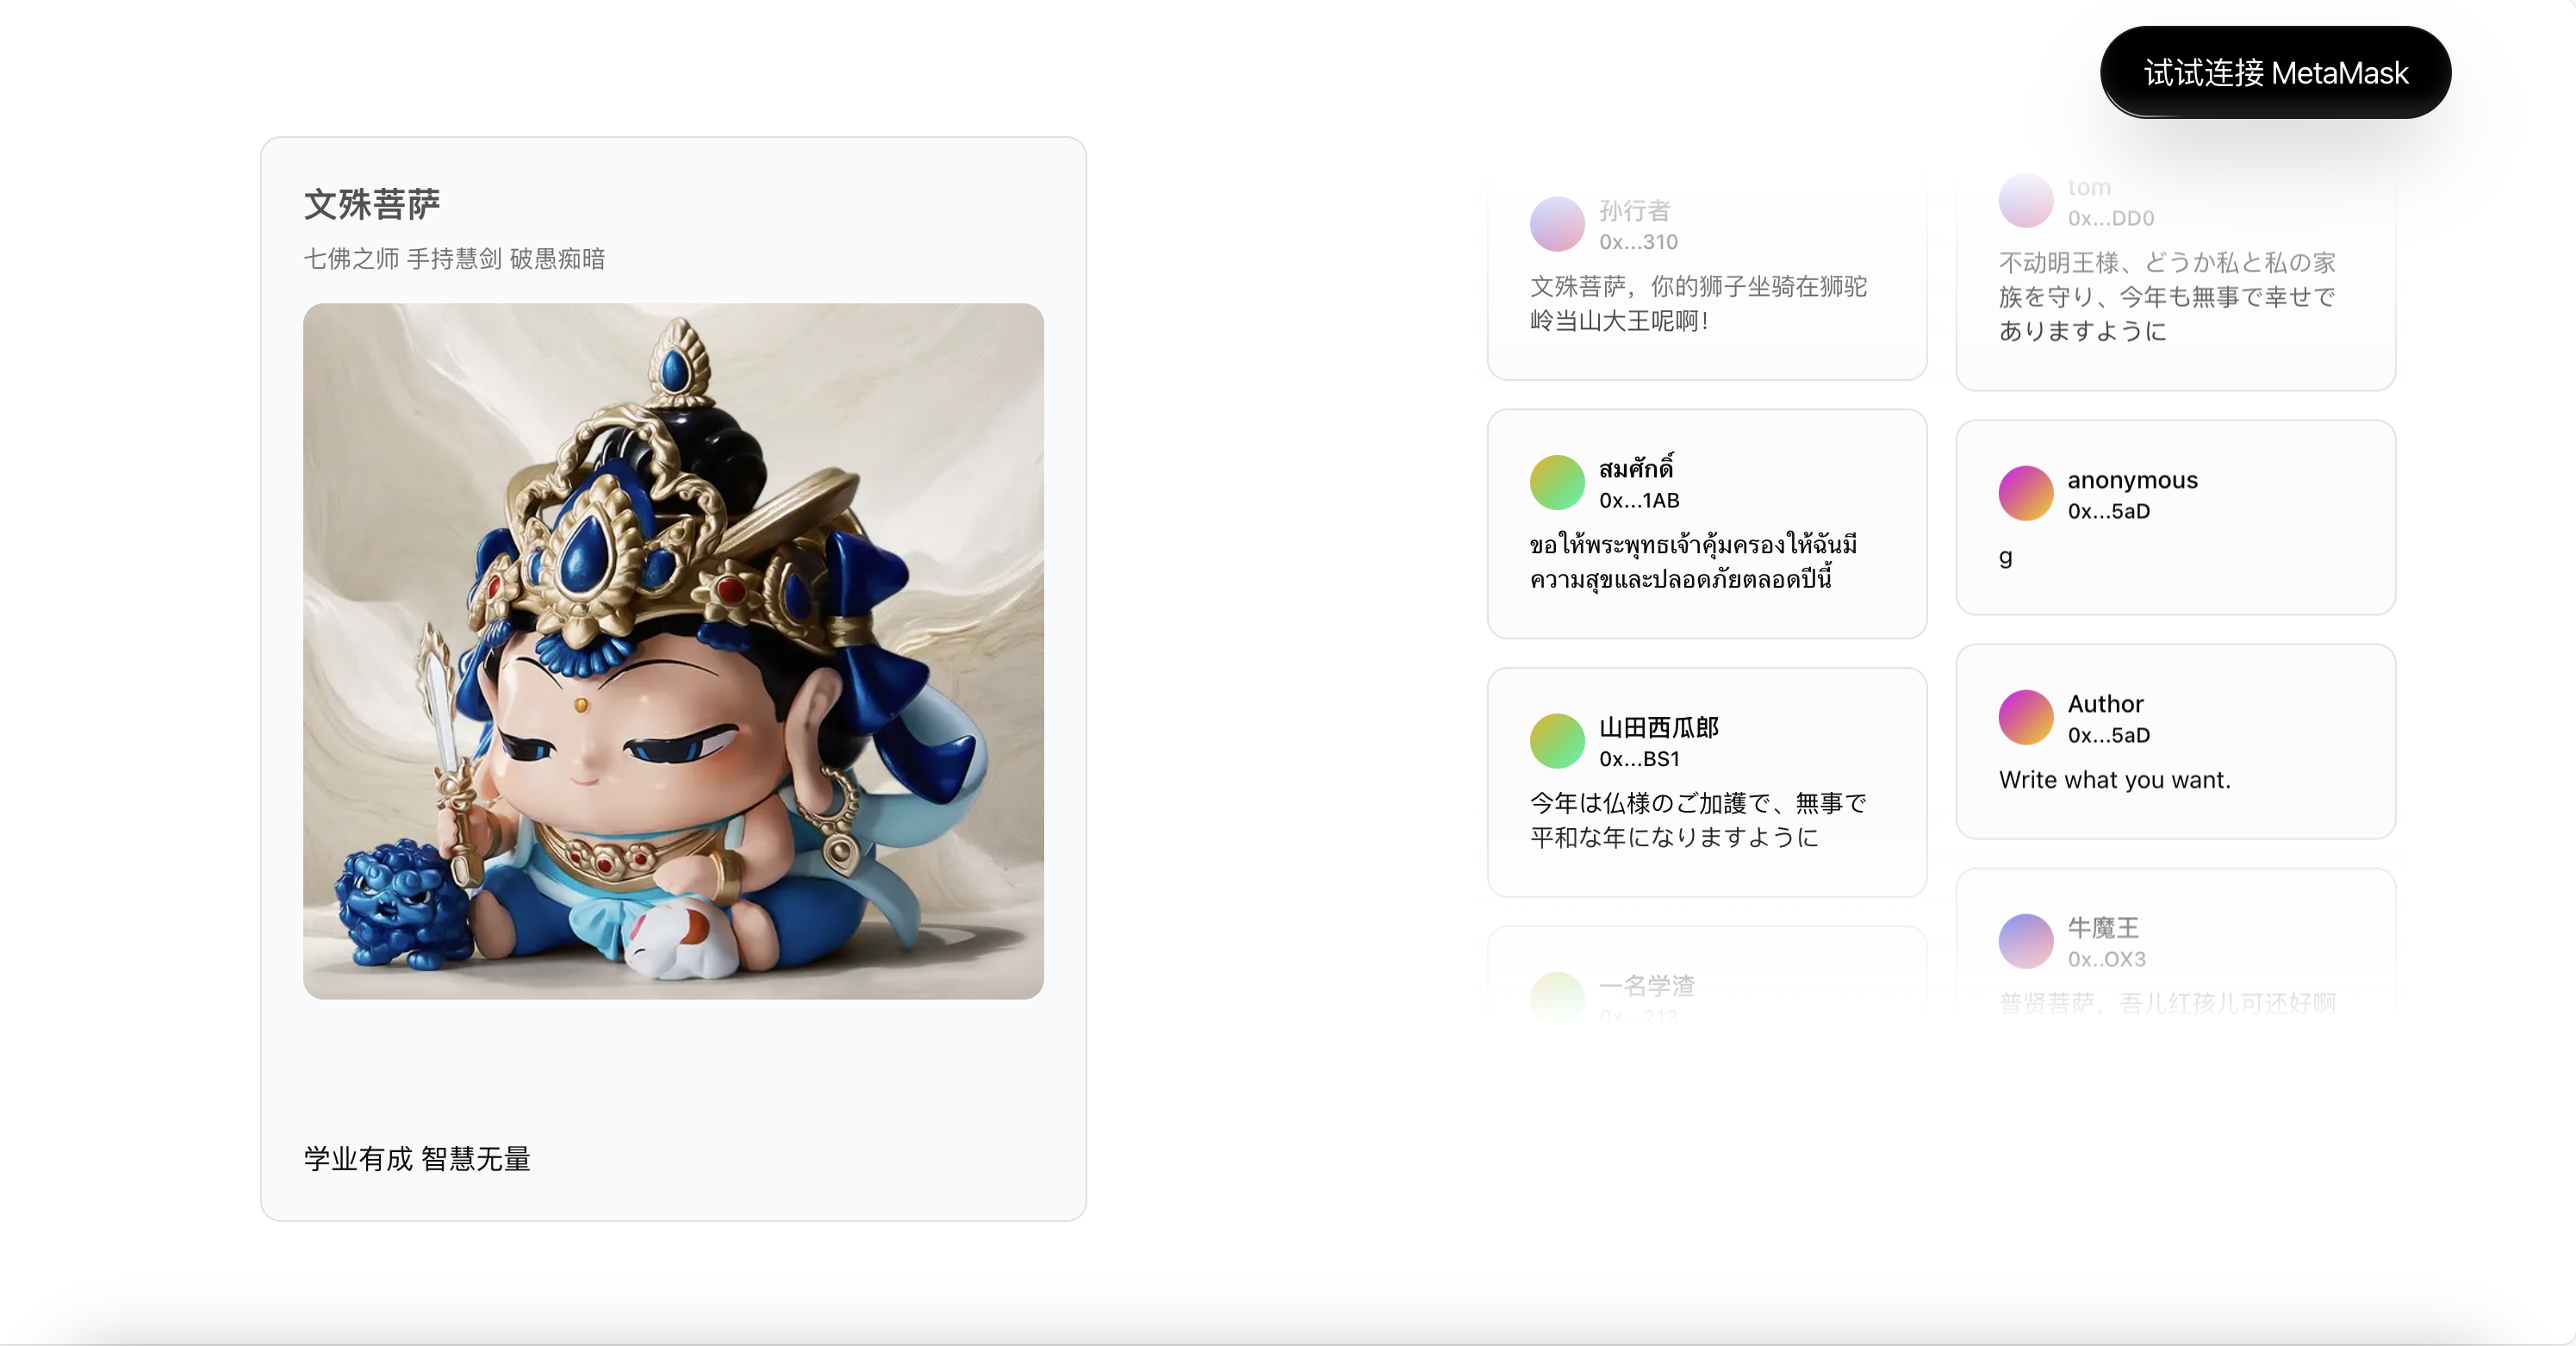 试试连接 MetaMask
文殊菩萨
七佛之师 手持慧剑 破愚痴暗
学业有成 智慧无量
孙行者
0x...310
文殊菩萨，你的狮子坐骑在狮驼
岭当山大王呢啊！
สมศักดิ์
0x...1AB
ขอให้พระพุทธเจ้าคุ้มครองให้ฉันมี
ความสุขและปลอดภัยตลอดปีนี้
山田西瓜郎
0x...BS1
今年は仏様のご加護で、無事で
平和な年になりますように
一名学渣
0x...213
tom
0x...DD0
不动明王様、どうか私と私の家
族を守り、今年も無事で幸せで
ありますように
anonymous
0x...5aD
g
Author
0x...5aD
Write what you want.
牛魔王
0x..OX3
普贤菩萨，吾儿红孩儿可还好啊